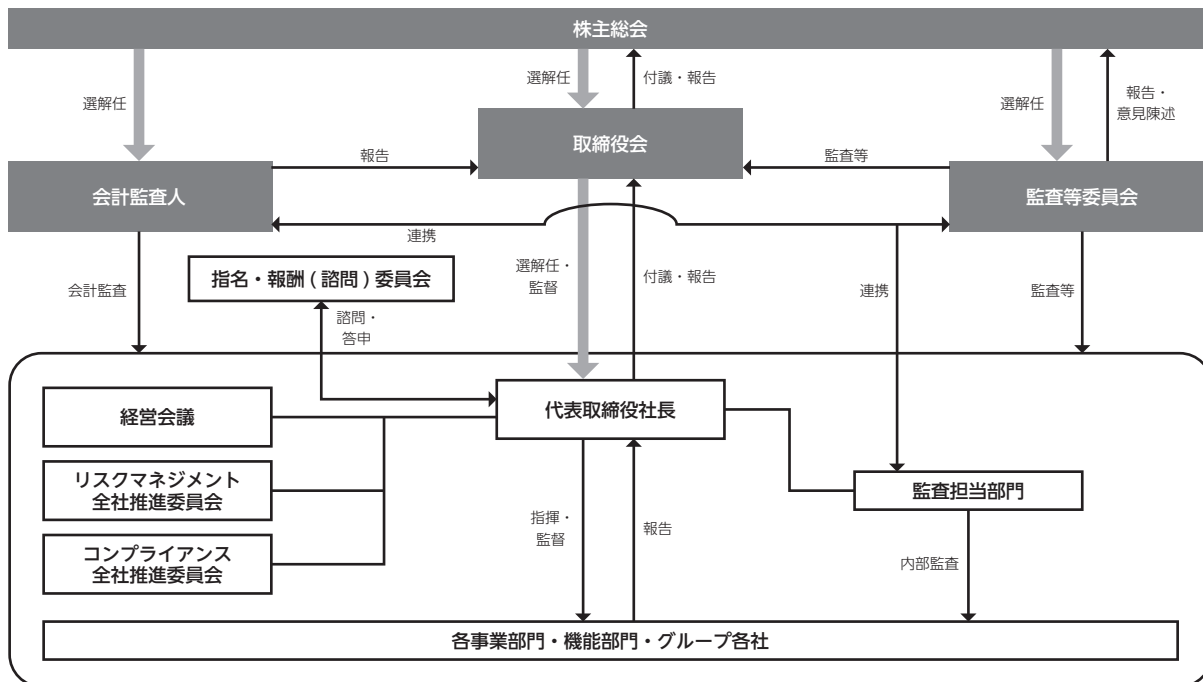 株主総会
選解任
選解任
付議・報告
選解任
報告・
意見陳述
取締役会
報告
監査等
会計監査人
監査等委員会
連携
指名・報酬(諮問)委員会
会計監査
選解任・
監督
付議・報告
連携
監査等
諮問・
答申
経営会議
代表取締役社長
リスクマネジメント
全社推進委員会
監査担当部門
コンプライアンス
全社推進委員会
指揮・
監督
報告
内部監査
各事業部門・機能部門・グループ各社